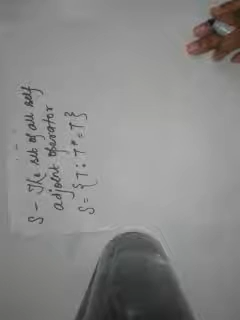 S - The set of all self
adjoint operator
S = {T : T* = T}